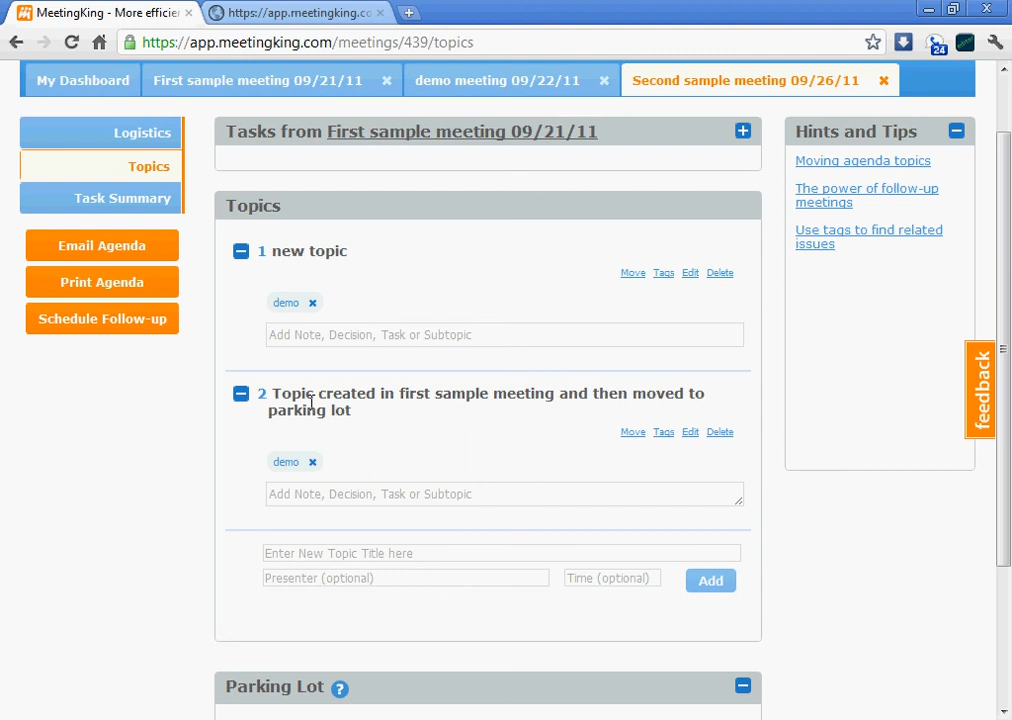 MeetingKing - More efficie
https://app.meetingking.co
https://app.meetingking.com/meetings/439/topics
24
My Dashboard
First sample meeting 09/21/11
demo meeting 09/22/11
Second sample meeting 09/26/11
Logistics
Topics
Task Summary
Email Agenda
Print Agenda
Schedule Follow-up
Tasks from First sample meeting 09/21/11
Topics
1 new topic
Move Tags Edit Delete
demo
Add Note, Decision, Task or Subtopic
2 Topic created in first sample meeting and then moved to
parking lot
Move Tags Edit Delete
demo
Add Note, Decision, Task or Subtopic
Enter New Topic Title here
Presenter (optional)
Time (optional)
Add
Parking Lot ?
Hints and Tips
Moving agenda topics
The power of follow-up
meetings
Use tags to find related
issues
feedback